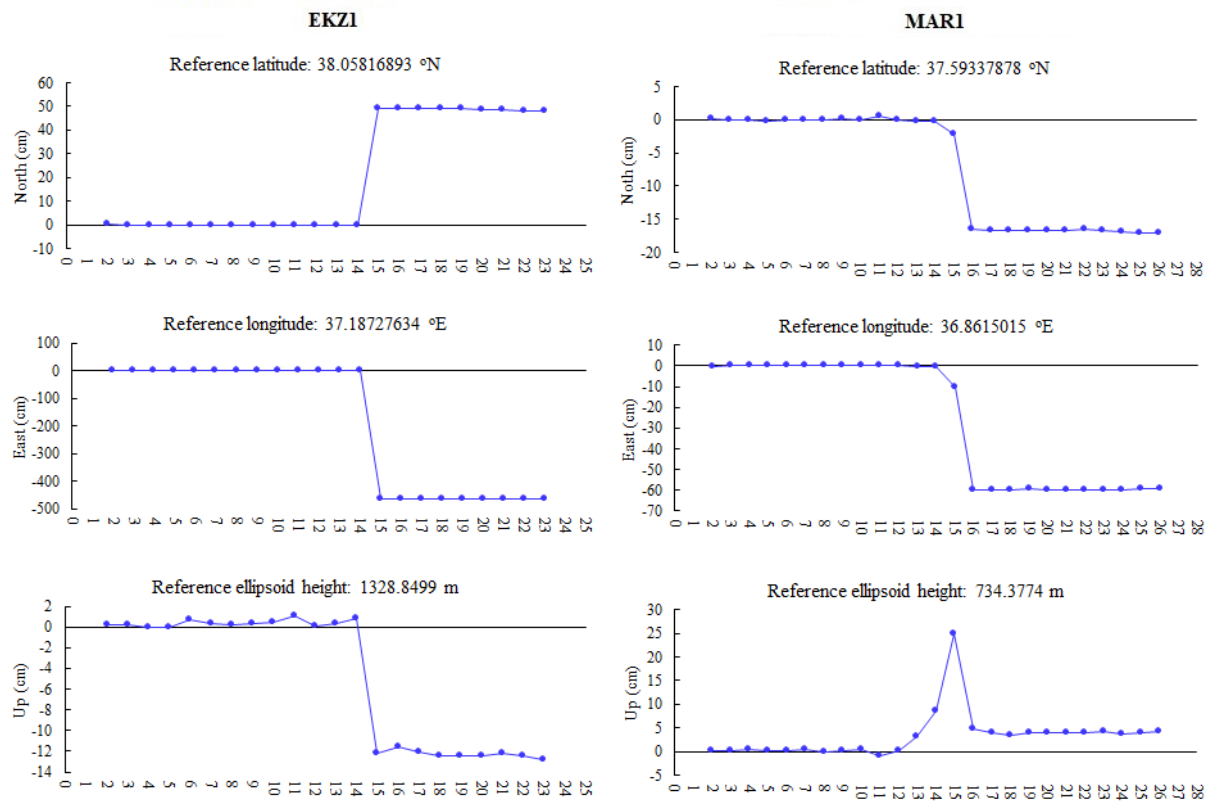 EKZ1
Reference latitude: 38.05816893 ºN
North (cm)
60
50
40
30
20
10
0
-10
0 1 2 3 4 5 6 7 8 9 10 11 12 13 14 15 16 17 18 19 20 21 22 23 24 25
Reference longitude: 37.18727634 ºE
East (cm)
100
0
-100
-200
-300
-400
-500
0 1 2 3 4 5 6 7 8 9 10 11 12 13 14 15 16 17 18 19 20 21 22 23 24 25
Reference ellipsoid height: 1328.8499 m
Up (cm)
2
0
-2
-4
-6
-8
-10
-12
-14
0 1 2 3 4 5 6 7 8 9 10 11 12 13 14 15 16 17 18 19 20 21 22 23 24 25
MAR1
Reference latitude: 37.59337878 ºN
Noth (cm)
5
0
-5
-10
-15
-20
0 1 2 3 4 5 6 7 8 9 10 11 12 13 14 15 16 17 18 19 20 21 22 23 24 25 26 27 28
Reference longitude: 36.8615015 ºE
East (cm)
10
0
-10
-20
-30
-40
-50
-60
-70
0 1 2 3 4 5 6 7 8 9 10 11 12 13 14 15 16 17 18 19 20 21 22 23 24 25 26 27 28
Reference ellipsoid height: 734.3774 m
Up (cm)
30
25
20
15
10
5
0
-5
0 1 2 3 4 5 6 7 8 9 10 11 12 13 14 15 16 17 18 19 20 21 22 23 24 25 26 27 28